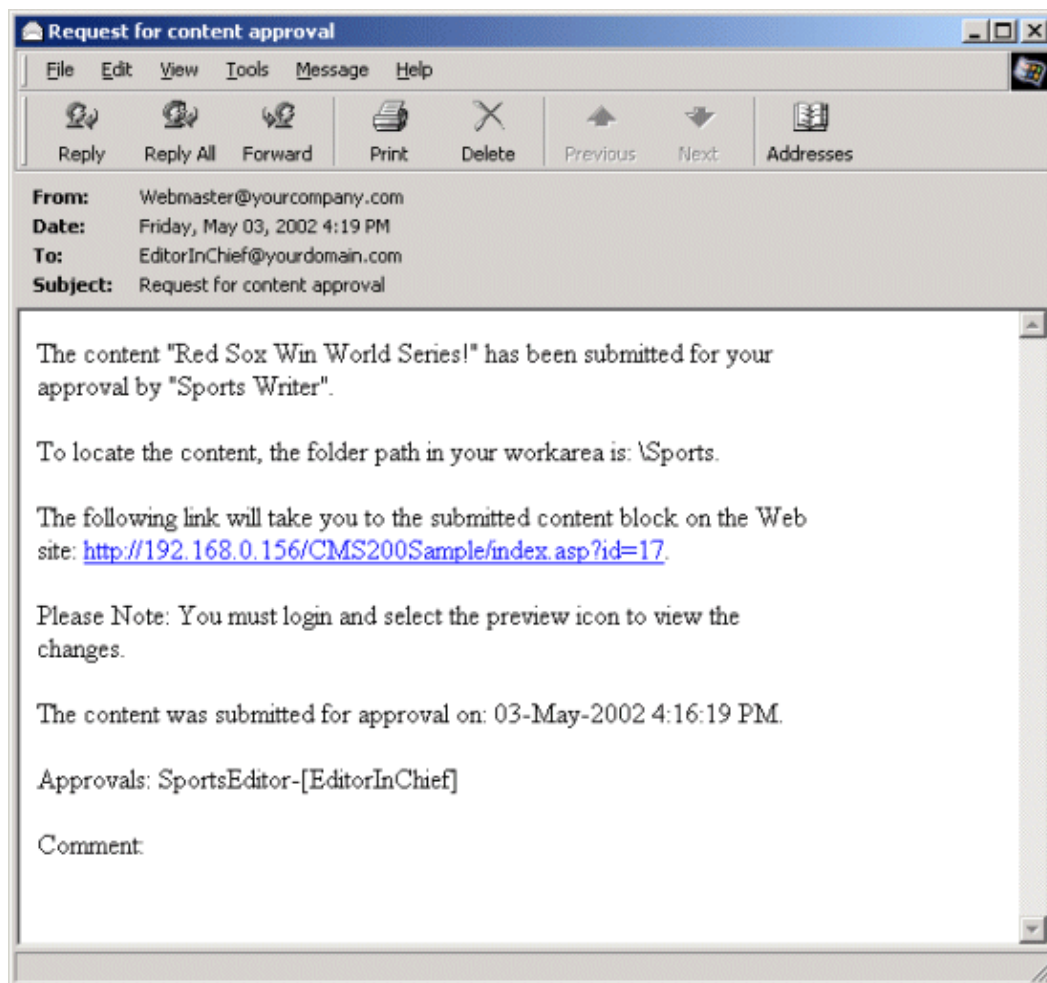 Request for content approval
File Edit View Tools Message Help
Reply Reply All Forward Print Delete Previous Next Addresses
From: Webmaster@yourcompany.com
Date: Friday, May 03, 2002 4:19 PM
To: EditorInChief@yourdomain.com
Subject: Request for content approval
The content "Red Sox Win World Series!" has been submitted for your
approval by "Sports Writer".
To locate the content, the folder path in your workarea is: \Sports.
The following link will take you to the submitted content block on the Web
site: http://192.168.0.156/CMS200Sample/index.asp?id=17.
Please Note: You must login and select the preview icon to view the
changes.
The content was submitted for approval on: 03-May-2002 4:16:19 PM.
Approvals: SportsEditor-[EditorInChief]
Comment: